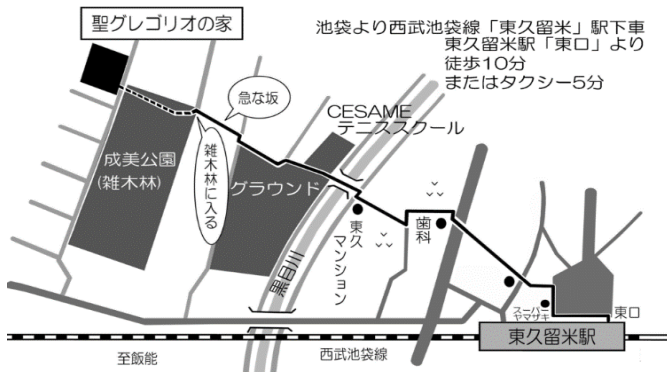 聖グレゴリオの家
池袋より西武池袋線「東久留米」駅下車
東久留米駅「東口」より
徒歩10分
またはタクシー5分
急な坂
CESAME
テニススクール
成美公園
(雑木林)
雑木林に入る
グラウンド
東久
マンション
歯科
黒目川
スーパー
ヤマザキ
東口
東久留米駅
至飯能
西武池袋線